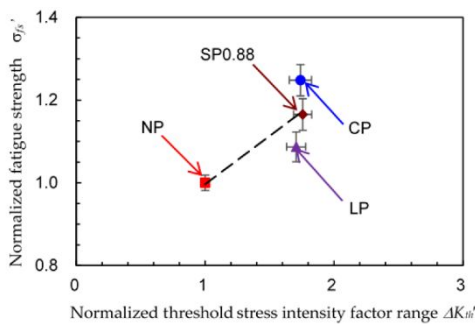 Normalized fatigue strength σfs'
1.4
1.2
1.0
0.8
SP0.88
NP
CP
LP
0 1 2 3
Normalized threshold stress intensity factor range ΔKth'